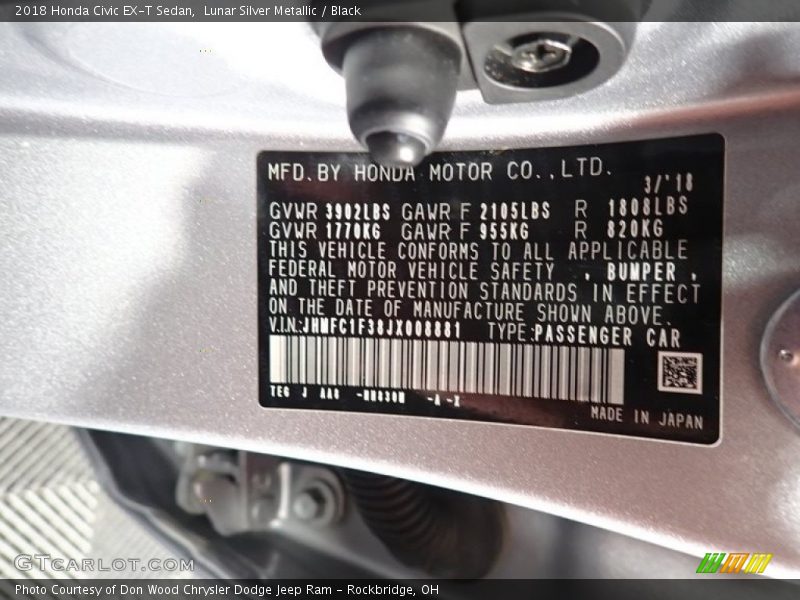 2018 Honda Civic EX-T Sedan,  Lunar Silver Metallic / Black
MFD. BY HONDA MOTOR CO., LTD.
3/'18
GVWR 3902LBS GAWR F 2105LBS R 1808LBS
GVWR 1770KG GAWR F 955KG R 820KG
THIS VEHICLE CONFORMS TO ALL APPLICABLE
FEDERAL MOTOR VEHICLE SAFETY , BUMPER ,
AND THEFT PREVENTION STANDARDS IN EFFECT
ON THE DATE OF MANUFACTURE SHOWN ABOVE.
V.I.N.:JHMFC1F38JX008881 TYPE:PASSENGER CAR
TEG J AA0 -NH830M -A-X
MADE IN JAPAN
GTCARLOT.COM
Photo Courtesy of Don Wood Chrysler Dodge Jeep Ram - Rockbridge, OH